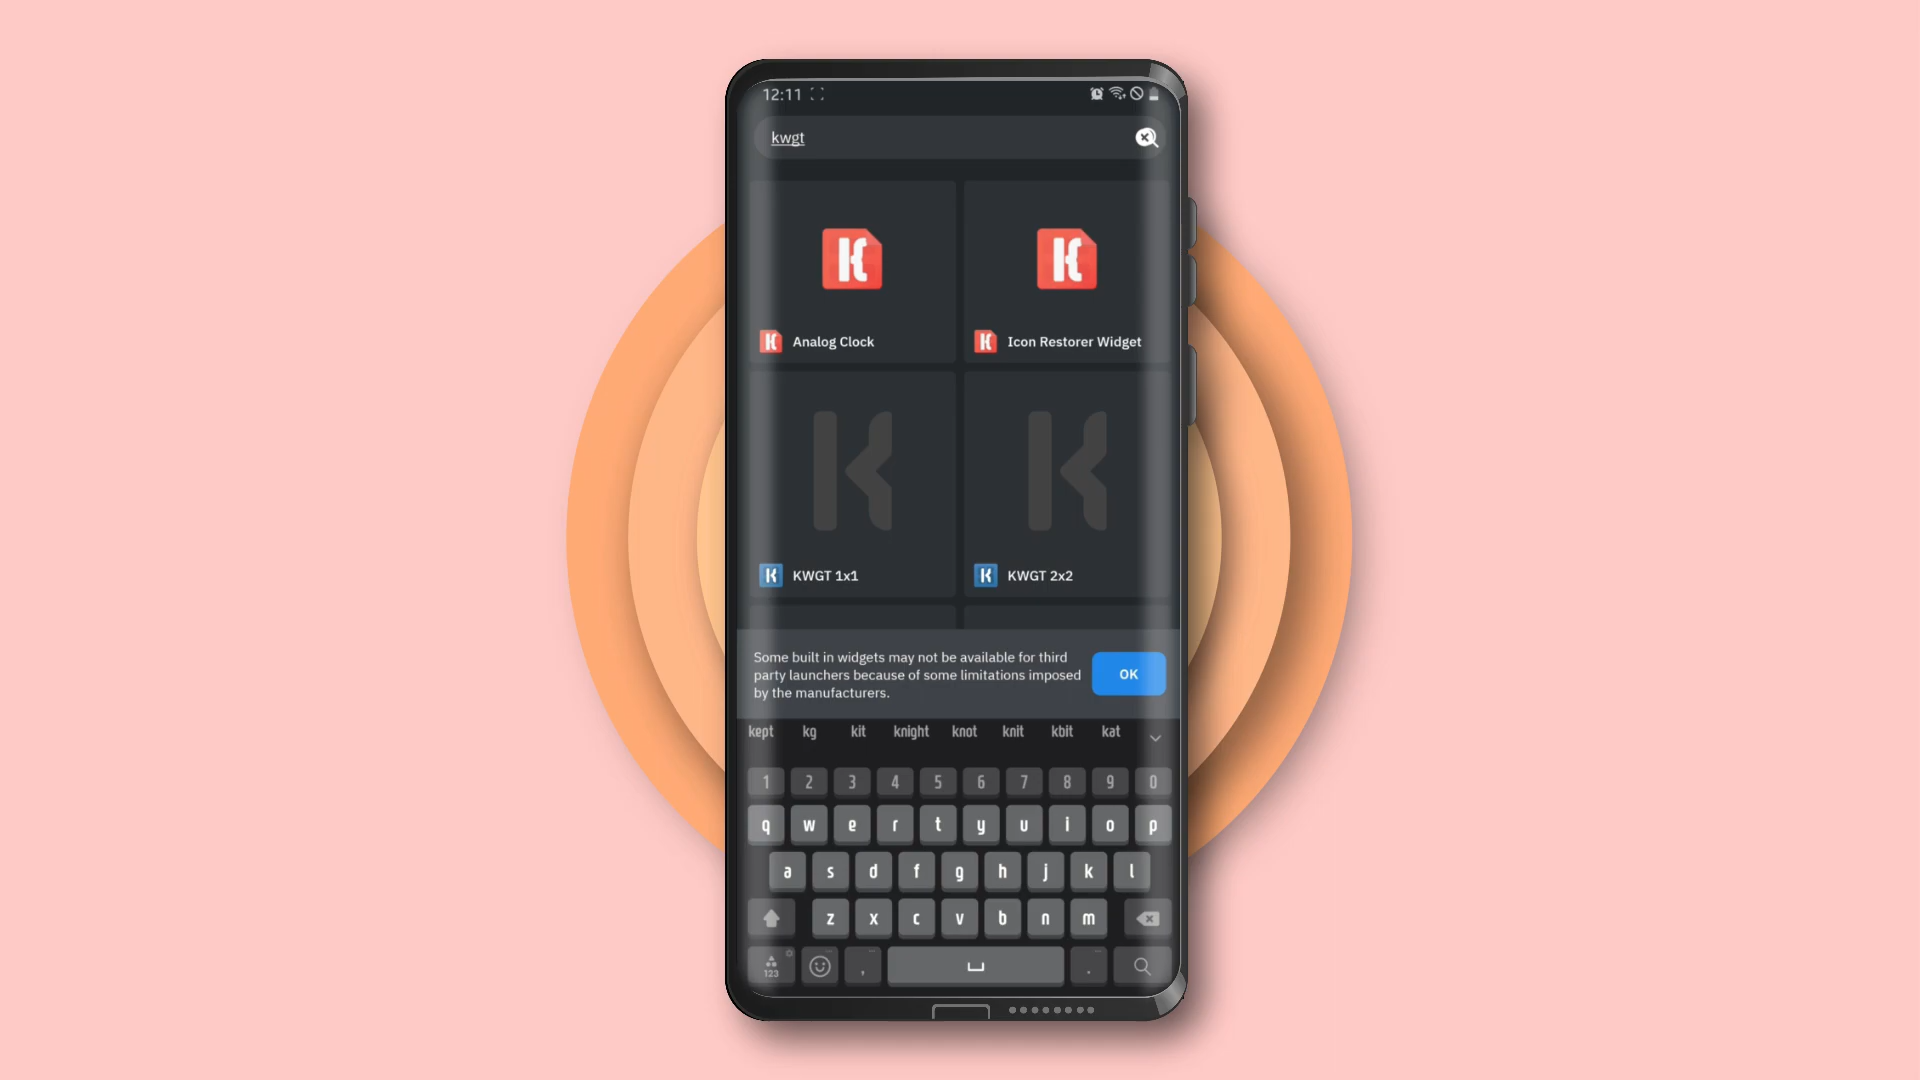 12:11
kwgt
Analog Clock
Icon Restorer Widget
KWGT 1x1
KWGT 2x2
Some built in widgets may not be available for third
party launchers because of some limitations imposed
by the manufacturers.
OK
kept kg kit knight knot knit kbit kat
1 2 3 4 5 6 7 8 9 0
q w e r t y u i o p
a s d f g h j k l
z x c v b n m
123 , .